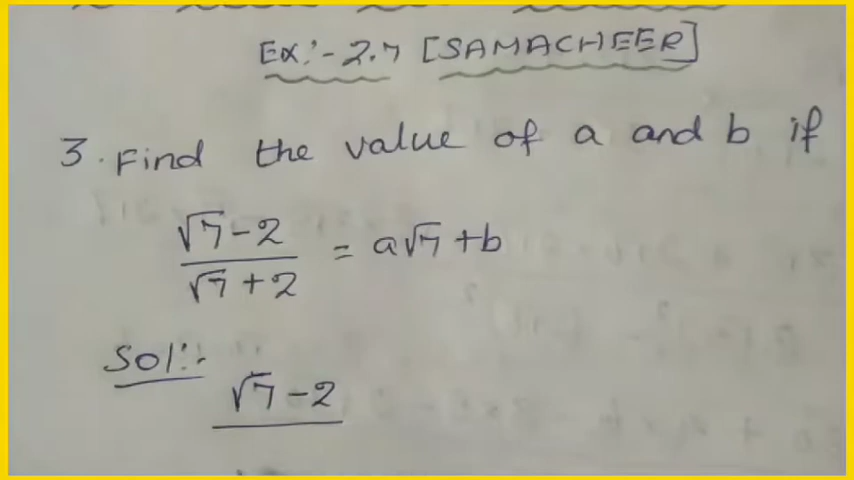 Ex:- 2.7 [SAMACHEER]
3. Find the value of a and b if
√7-2
√7+2
= a√7+b
Sol:-
√7-2